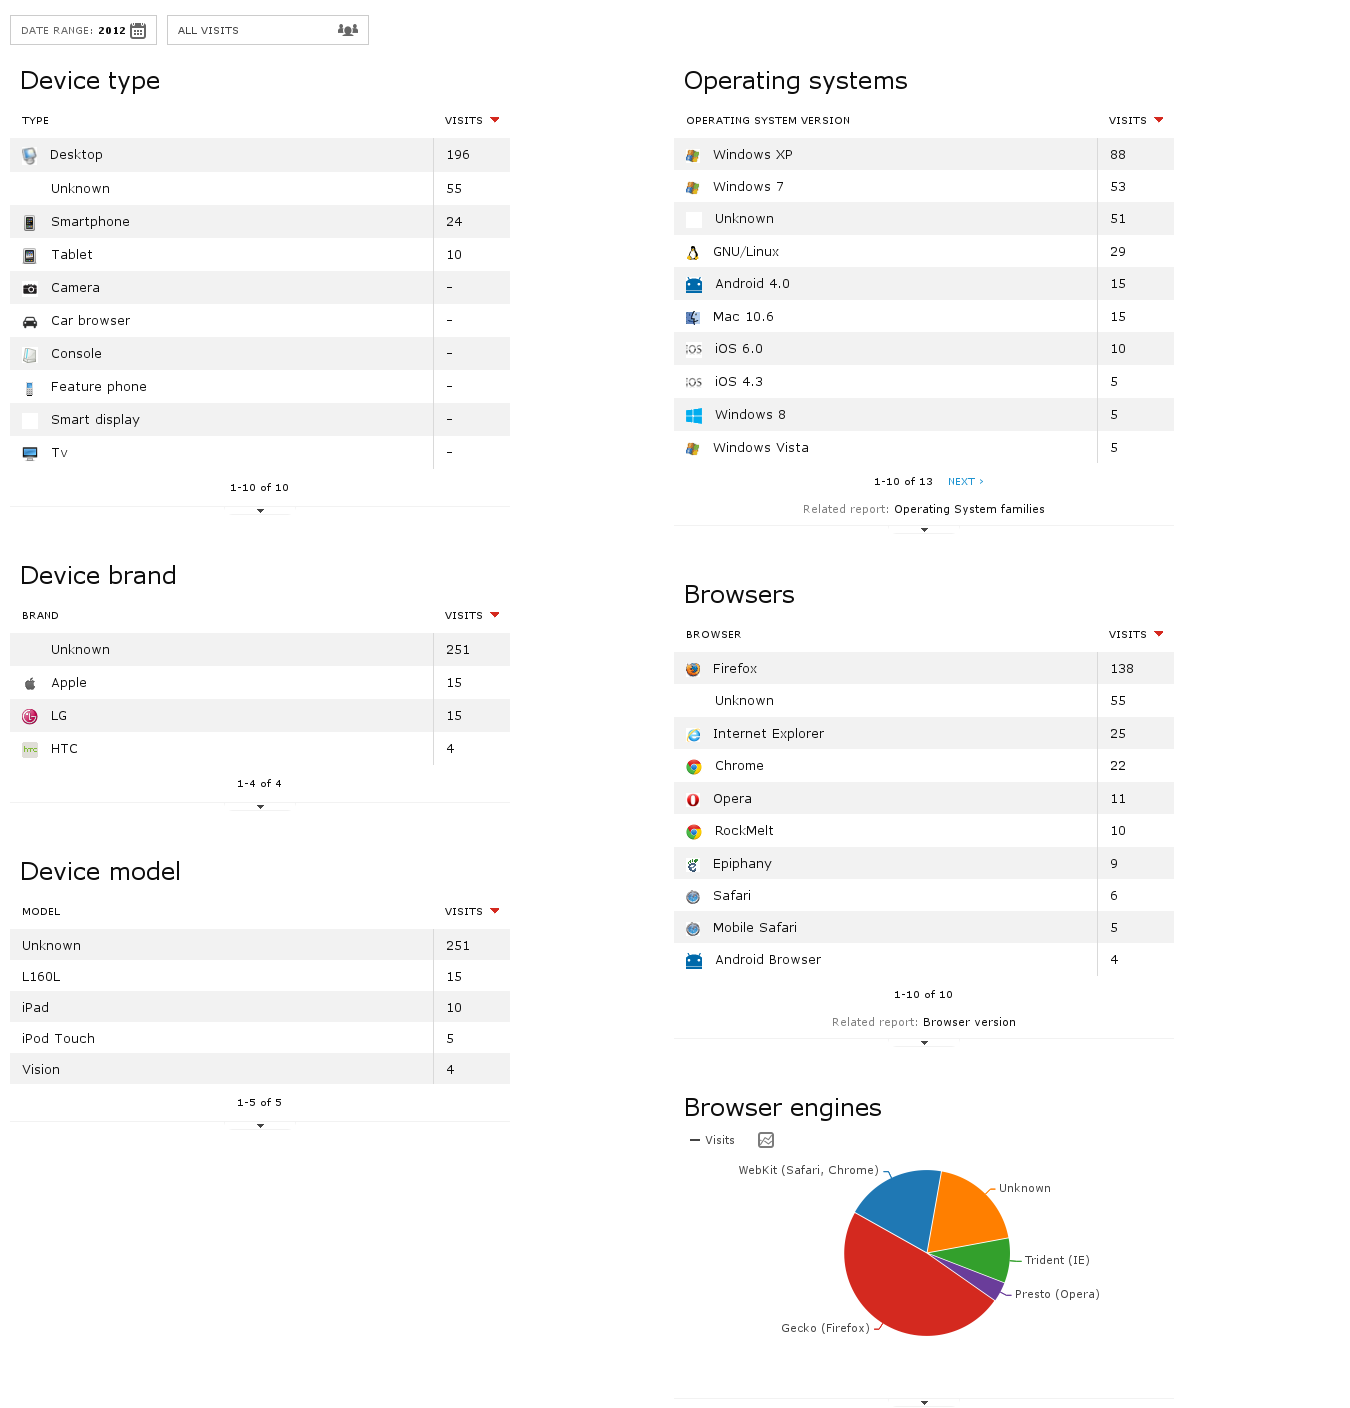 DATE RANGE: 2012
ALL VISITS
Device type
TYPE VISITS
Desktop 196
Unknown 55
Smartphone 24
Tablet 10
Camera -
Car browser -
Console -
Feature phone -
Smart display -
Tv -
1-10 of 10
Device brand
BRAND VISITS
Unknown 251
Apple 15
LG 15
hTC HTC 4
1-4 of 4
Device model
MODEL VISITS
Unknown 251
L160L 15
iPad 10
iPod Touch 5
Vision 4
1-5 of 5
Operating systems
OPERATING SYSTEM VERSION VISITS
Windows XP 88
Windows 7 53
Unknown 51
GNU/Linux 29
Android 4.0 15
Mac 10.6 15
iOS iOS 6.0 10
iOS iOS 4.3 5
Windows 8 5
Windows Vista 5
1-10 of 13 NEXT ›
Related report: Operating System families
Browsers
BROWSER VISITS
Firefox 138
Unknown 55
Internet Explorer 25
Chrome 22
Opera 11
RockMelt 10
Epiphany 9
Safari 6
Mobile Safari 5
Android Browser 4
1-10 of 10
Related report: Browser version
Browser engines
Visits
WebKit (Safari, Chrome)
Unknown
Trident (IE)
Presto (Opera)
Gecko (Firefox)